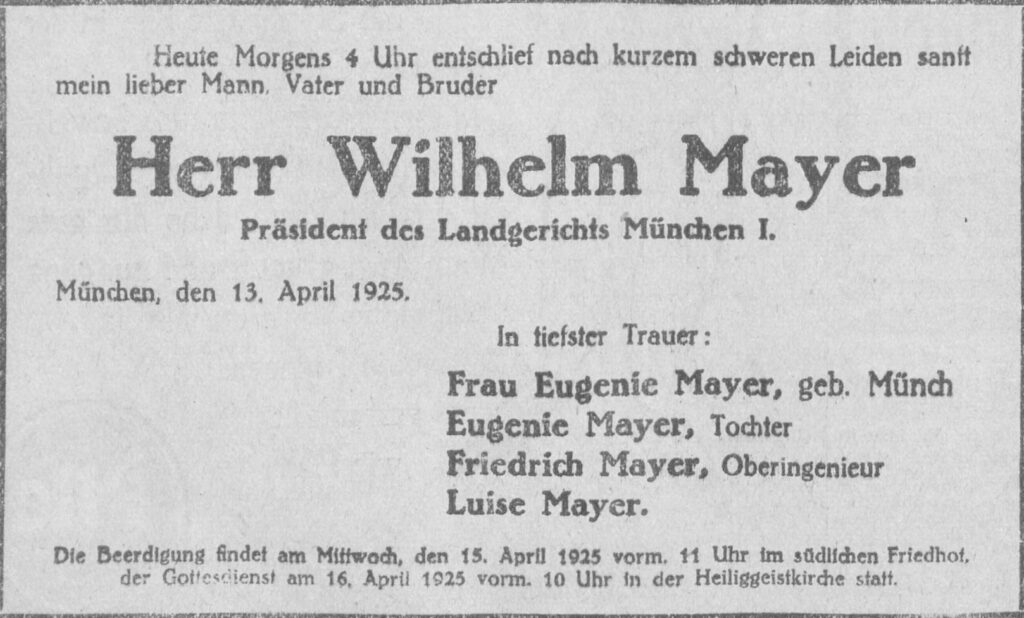 Heute Morgens 4 Uhr entschlief nach kurzem schweren Leiden sanft
mein lieber Mann, Vater und Bruder
Herr Wilhelm Mayer
Präsident des Landgerichts München I.
München, den 13. April 1925.
In tiefster Trauer:
Frau Eugenie Mayer, geb. Münch
Eugenie Mayer, Tochter
Friedrich Mayer, Oberingenieur
Luise Mayer.
Die Beerdigung findet am Mittwoch, den 15. April 1925 vorm. 11 Uhr im südlichen Friedhof,
der Gottesdienst am 16. April 1925 vorm. 10 Uhr in der Heiliggeistkirche statt.